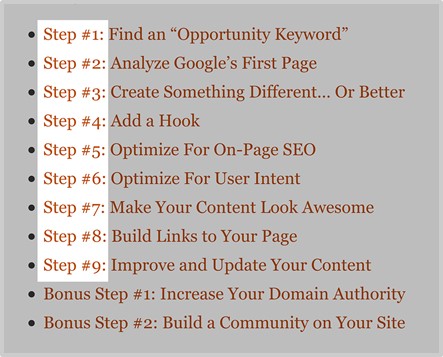 Step #1: Find an “Opportunity Keyword”
Step #2: Analyze Google’s First Page
Step #3: Create Something Different… Or Better
Step #4: Add a Hook
Step #5: Optimize For On-Page SEO
Step #6: Optimize For User Intent
Step #7: Make Your Content Look Awesome
Step #8: Build Links to Your Page
Step #9: Improve and Update Your Content
Bonus Step #1: Increase Your Domain Authority
Bonus Step #2: Build a Community on Your Site